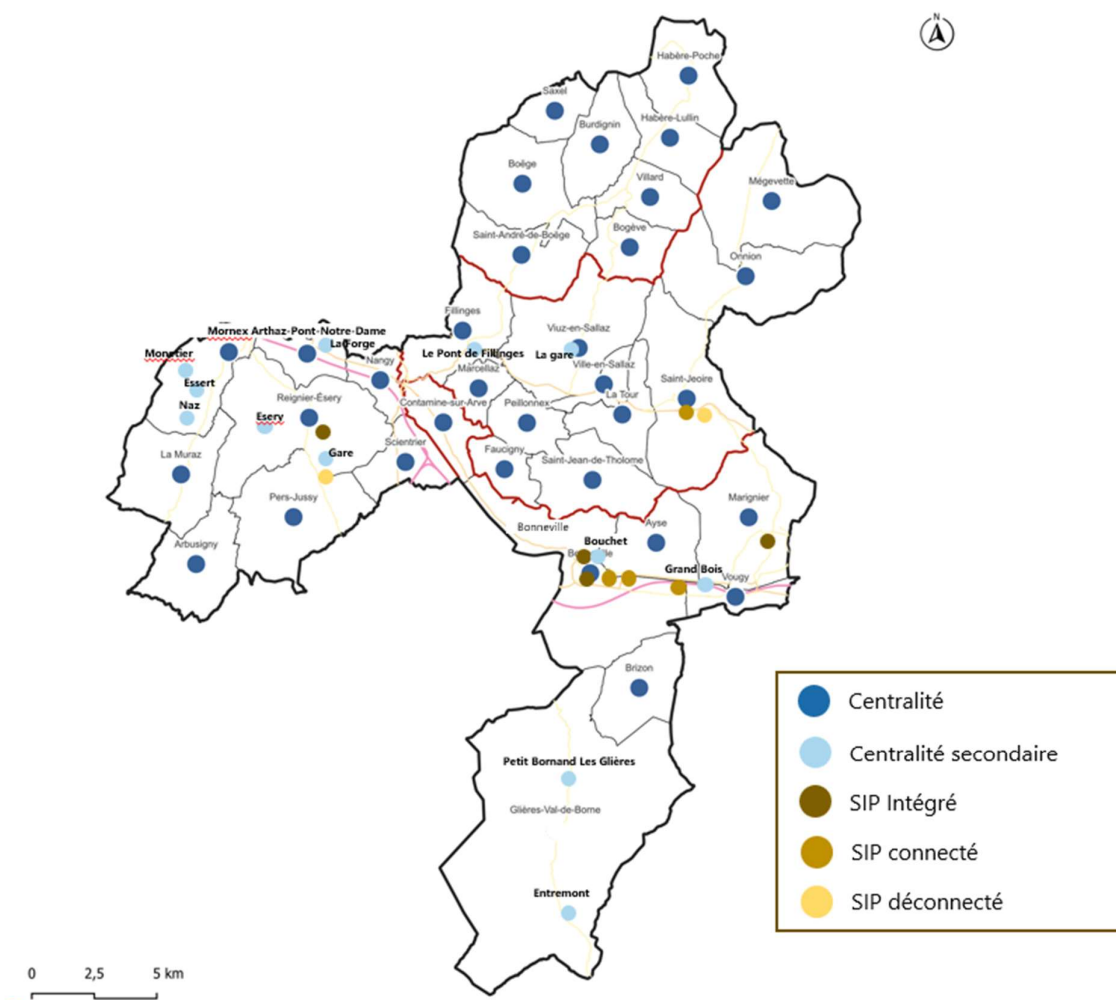 N
Habère-Poche
Saxel
Habère-Lullin
Burdignin
Boëge
Villard
Mégevette
Bogève
Saint-André-de-Boëge
Onnion
Fillinges
Viuz-en-Sallaz
Mornex Arthaz-Pont-Notre-Dame
La Forge
Monetier
Le Pont de Fillinges
La gare
Nangy
Marcellaz
Ville-en-Sallaz
Saint-Jeoire
Essert
Reignier-Ésery
La Tour
Naz
Contamine-sur-Arve
Peillonnex
Esery
Scientrier
Faucigny
La Muraz
Gare
Saint-Jean-de-Tholome
Pers-Jussy
Marignier
Bonneville
Ayse
Arbusigny
Bouchet
Grand Bois
Vougy
Brizon
Petit Bornand Les Glières
Glières-Val-de-Borne
Entremont
Centralité
Centralité secondaire
SIP Intégré
SIP connecté
SIP déconnecté
0 2,5 5 km